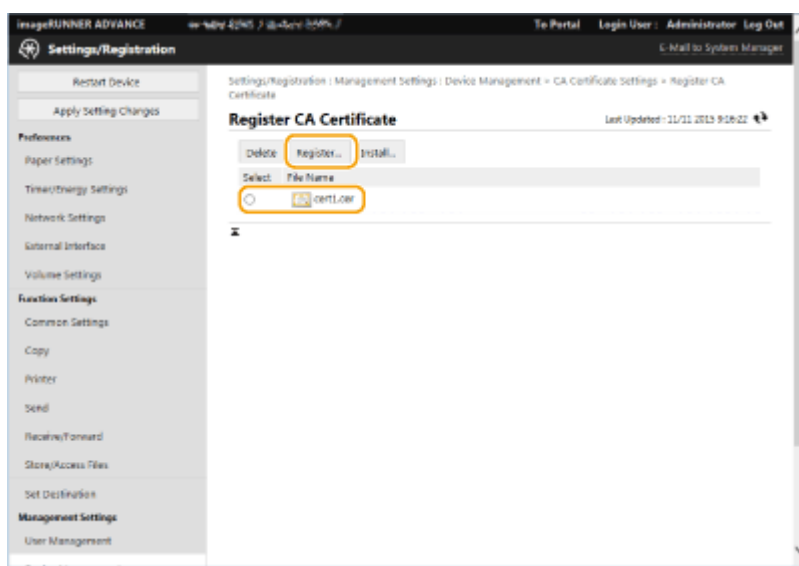 imageRUNNER ADVANCE
To Portal Login User : Administrator Log Out
Settings/Registration
E-Mail to System Manager
Restart Device
Apply Setting Changes
Preferences
Paper Settings
Timer/Energy Settings
Network Settings
External Interface
Volume Settings
Function Settings
Common Settings
Copy
Printer
Send
Receive/Forward
Store/Access Files
Set Destination
Management Settings
User Management
Settings/Registration : Management Settings : Device Management > CA Certificate Settings > Register CA
Certificate
Register CA Certificate
Last Updated : 11/11 2015 9:16:22
Delete Register... Install...
Select File Name
cert1.cer